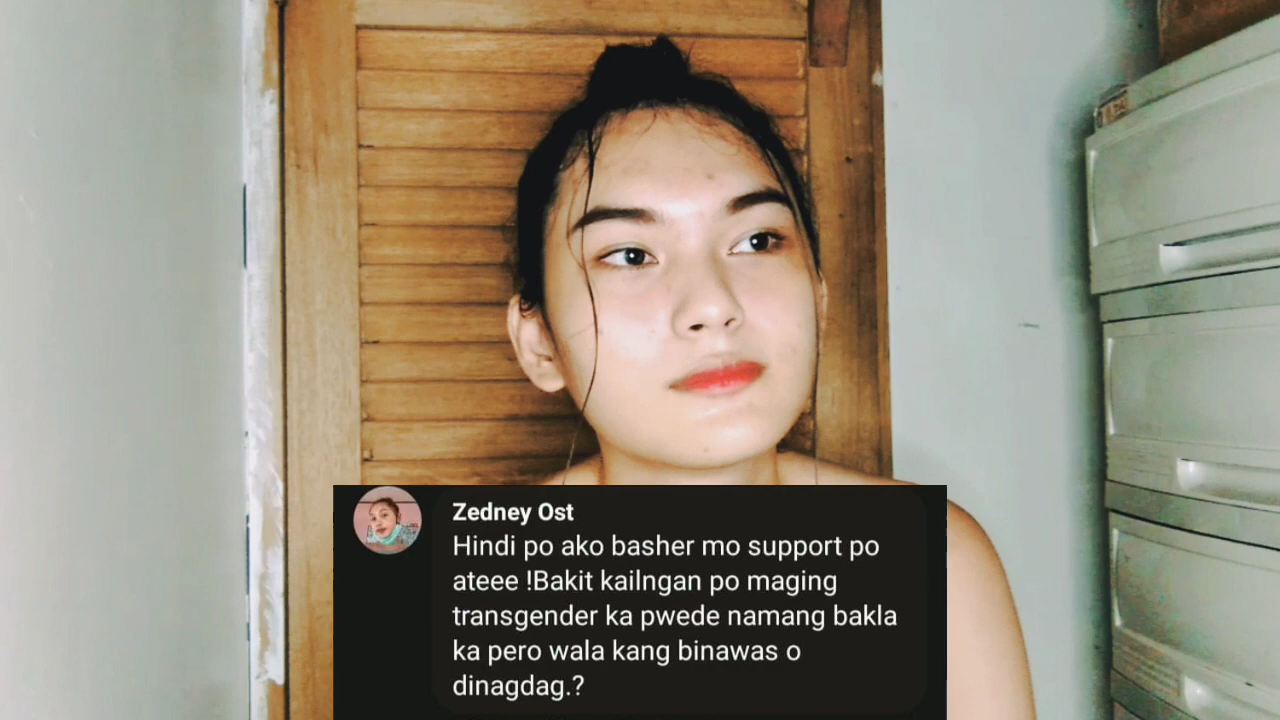 Zedney Ost
Hindi po ako basher mo support po
ateee !Bakit kailngan po maging
transgender ka pwede namang bakla
ka pero wala kang binawas o
dinagdag.?